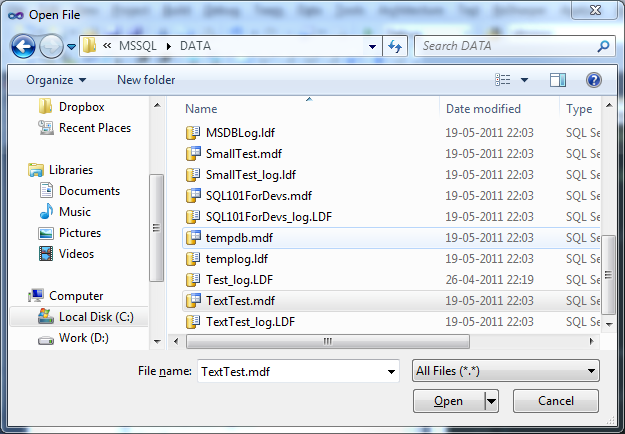 Open File
« MSSQL DATA
Search DATA
Organize New folder
Dropbox
Recent Places
Libraries
Documents
Music
Pictures
Videos
Computer
Local Disk (C:)
Work (D:)
Name Date modified Type
MSDBLog.ldf 19-05-2011 22:03 SQL Se
SmallTest.mdf 19-05-2011 22:03 SQL Se
SmallTest_log.ldf 19-05-2011 22:03 SQL Se
SQL101ForDevs.mdf 19-05-2011 22:03 SQL Se
SQL101ForDevs_log.LDF 19-05-2011 22:03 SQL Se
tempdb.mdf 19-05-2011 22:03 SQL Se
templog.ldf 19-05-2011 22:03 SQL Se
Test_log.LDF 26-04-2011 22:19 SQL Se
TextTest.mdf 19-05-2011 22:03 SQL Se
TextTest_log.LDF 19-05-2011 22:03 SQL Se
File name: TextTest.mdf All Files (*.*)
Open Cancel